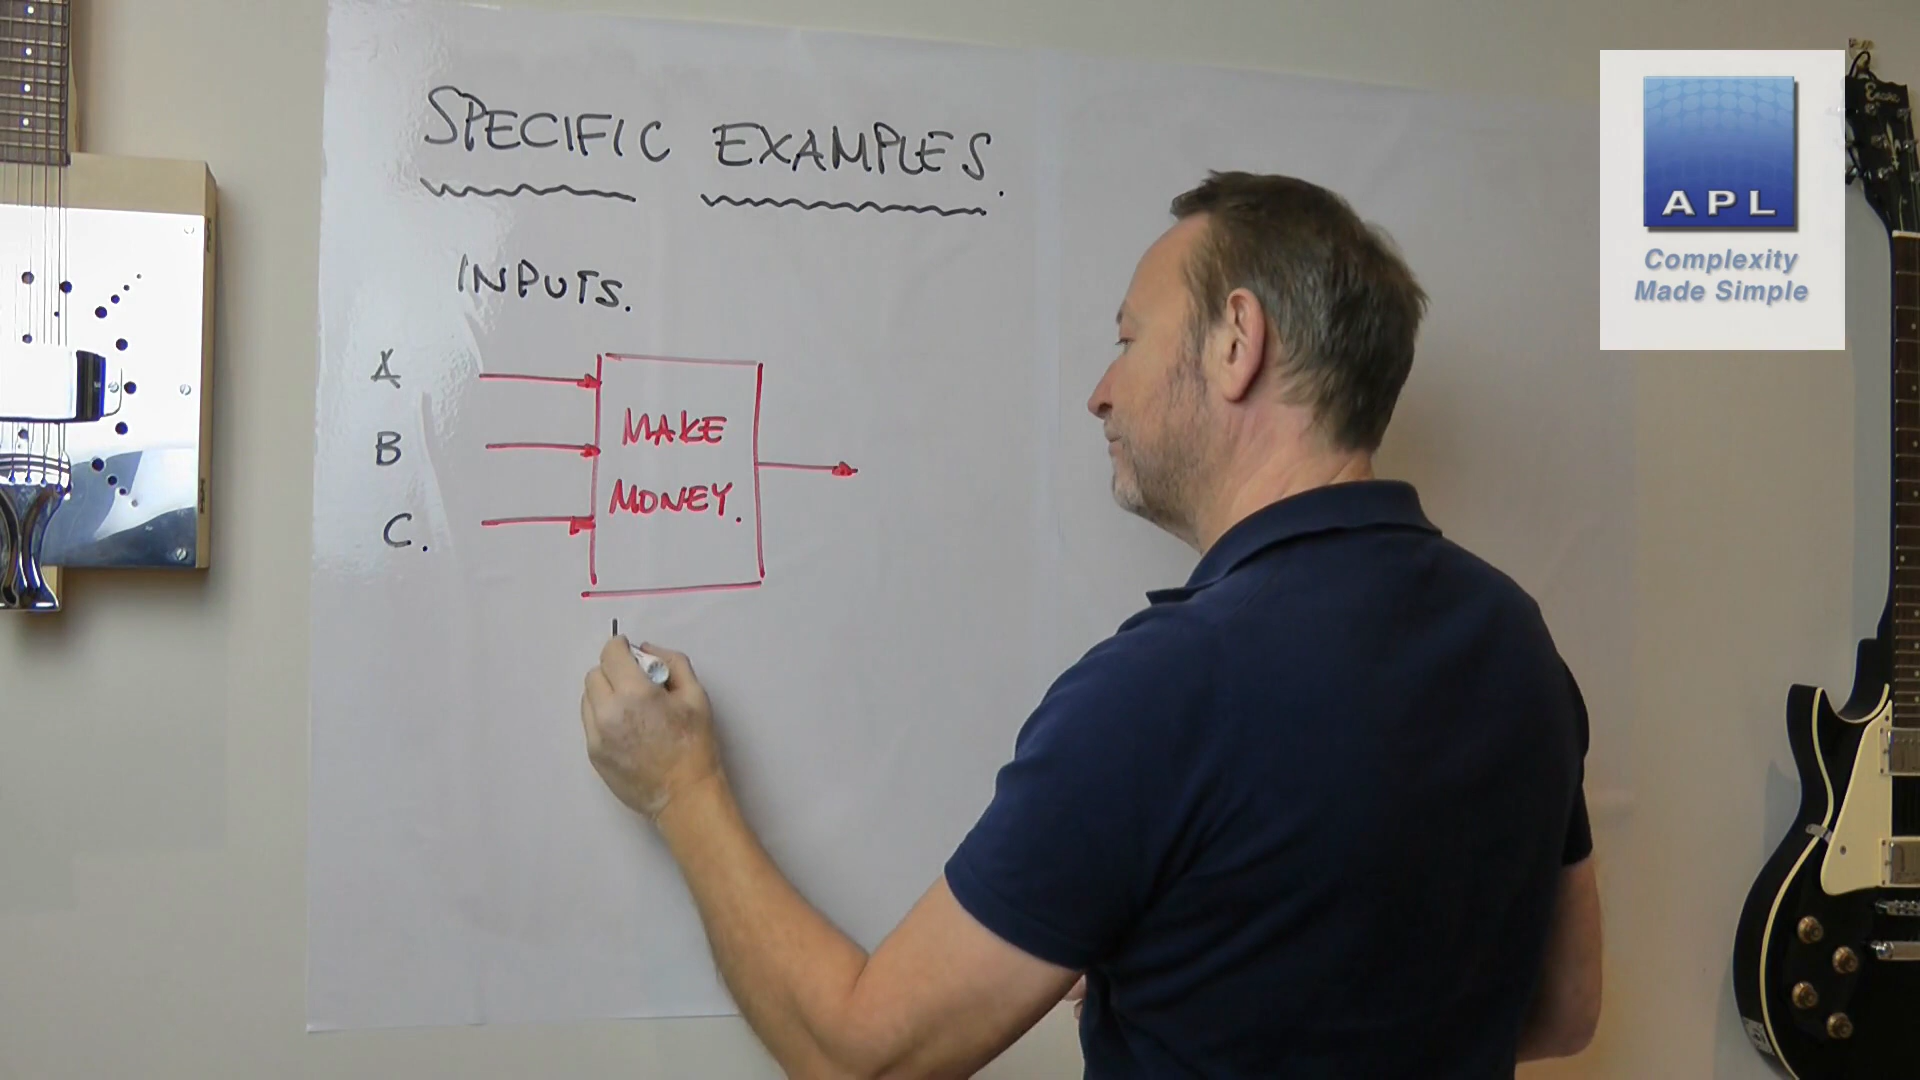 SPECIFIC EXAMPLES.
INPUTS.
A
B
C.
MAKE
MONEY.
APL
Complexity
Made Simple